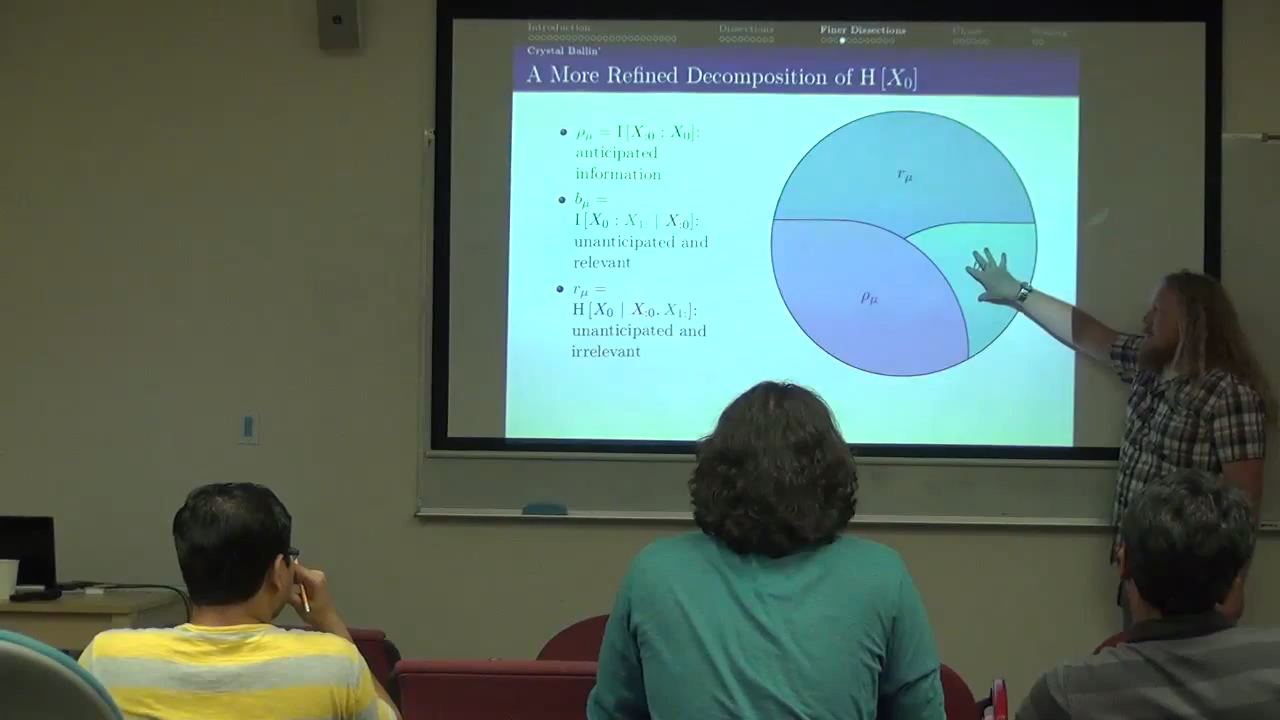 Introduction Dissections Finer Dissections
Crystal Ballin'
A More Refined Decomposition of H [X₀]
ρμ = I [X:0 : X0]:
anticipated
information
bμ =
I [X0 : X1: | X:0]:
unanticipated and
relevant
rμ =
H [X0 | X:0, X1:]:
unanticipated and
irrelevant
rμ
ρμ